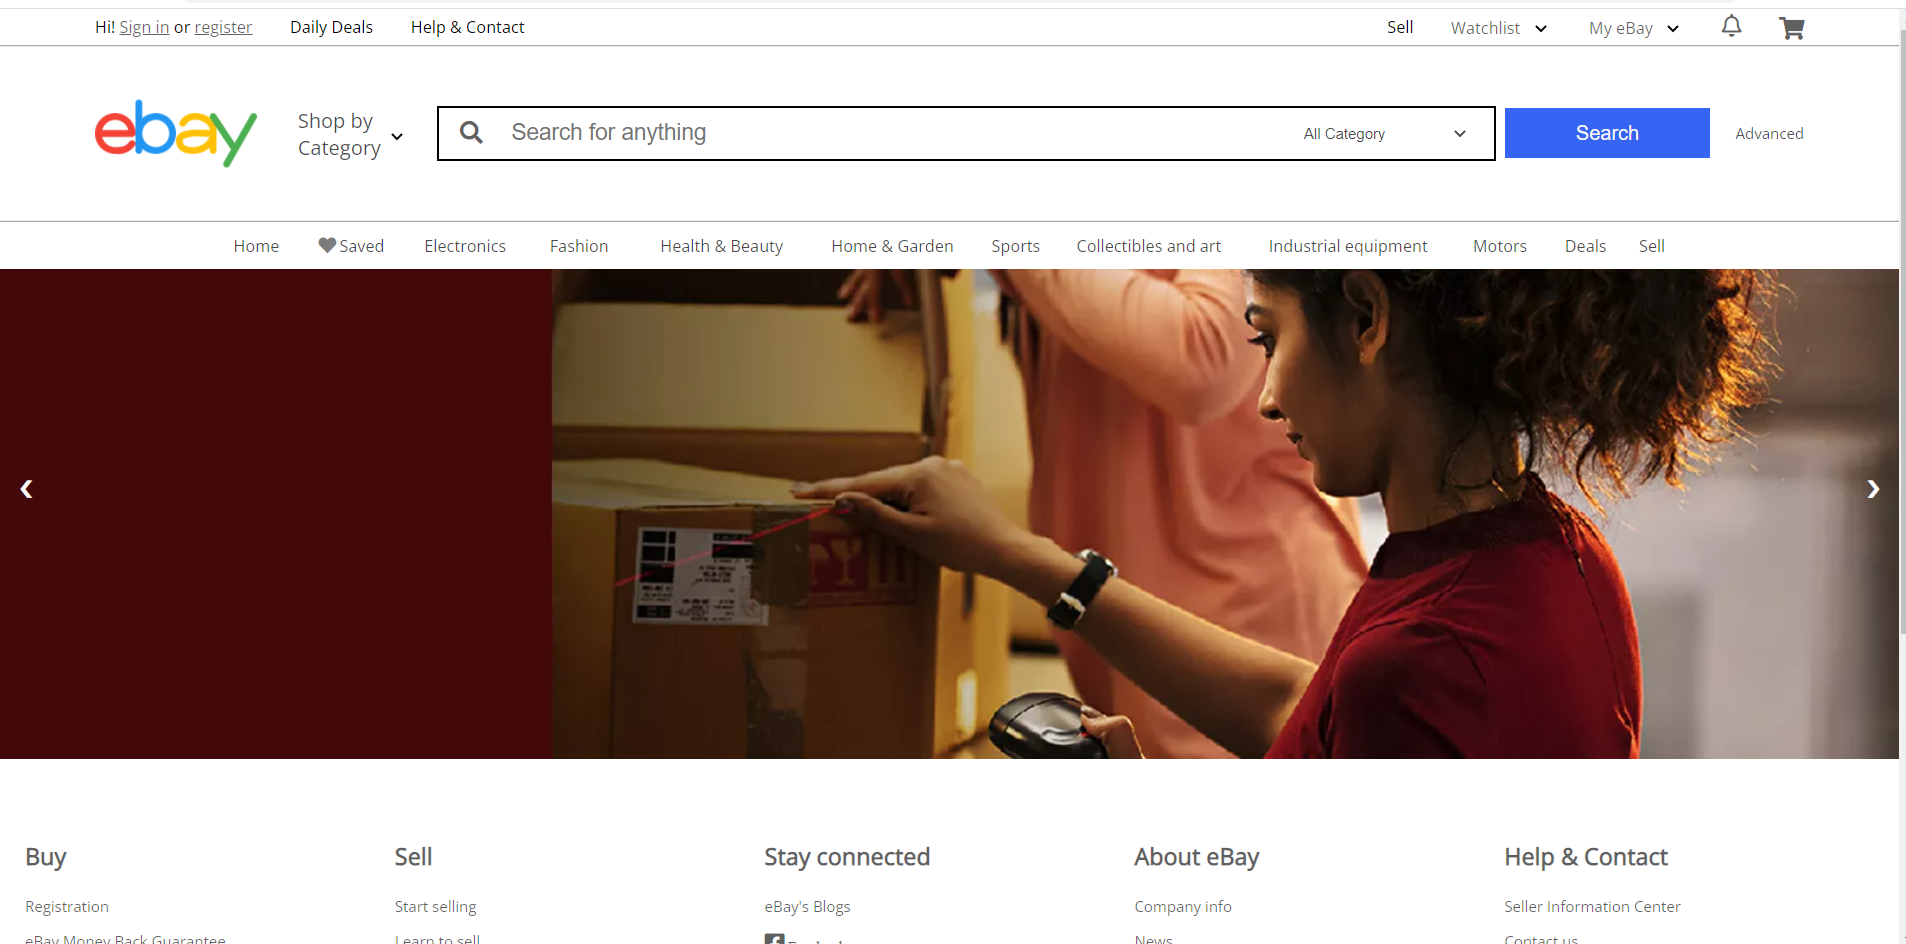 Hi! Sign in or register Daily Deals Help & Contact Sell Watchlist My eBay
ebay
Shop by
Category
Search for anything All Category Search Advanced
Home Saved Electronics Fashion Health & Beauty Home & Garden Sports Collectibles and art Industrial equipment Motors Deals Sell
Buy Sell Stay connected About eBay Help & Contact
Registration Start selling eBay's Blogs Company info Seller Information Center
eBay Money Back Guarantee Learn to sell Facebook News Contact us